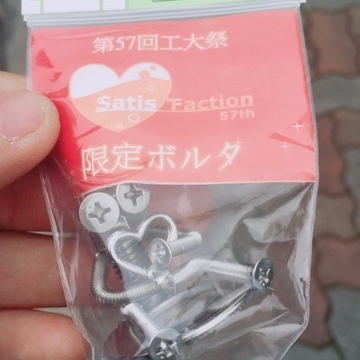 第57回工大祭
Satis Faction
57th
限定ボルダ